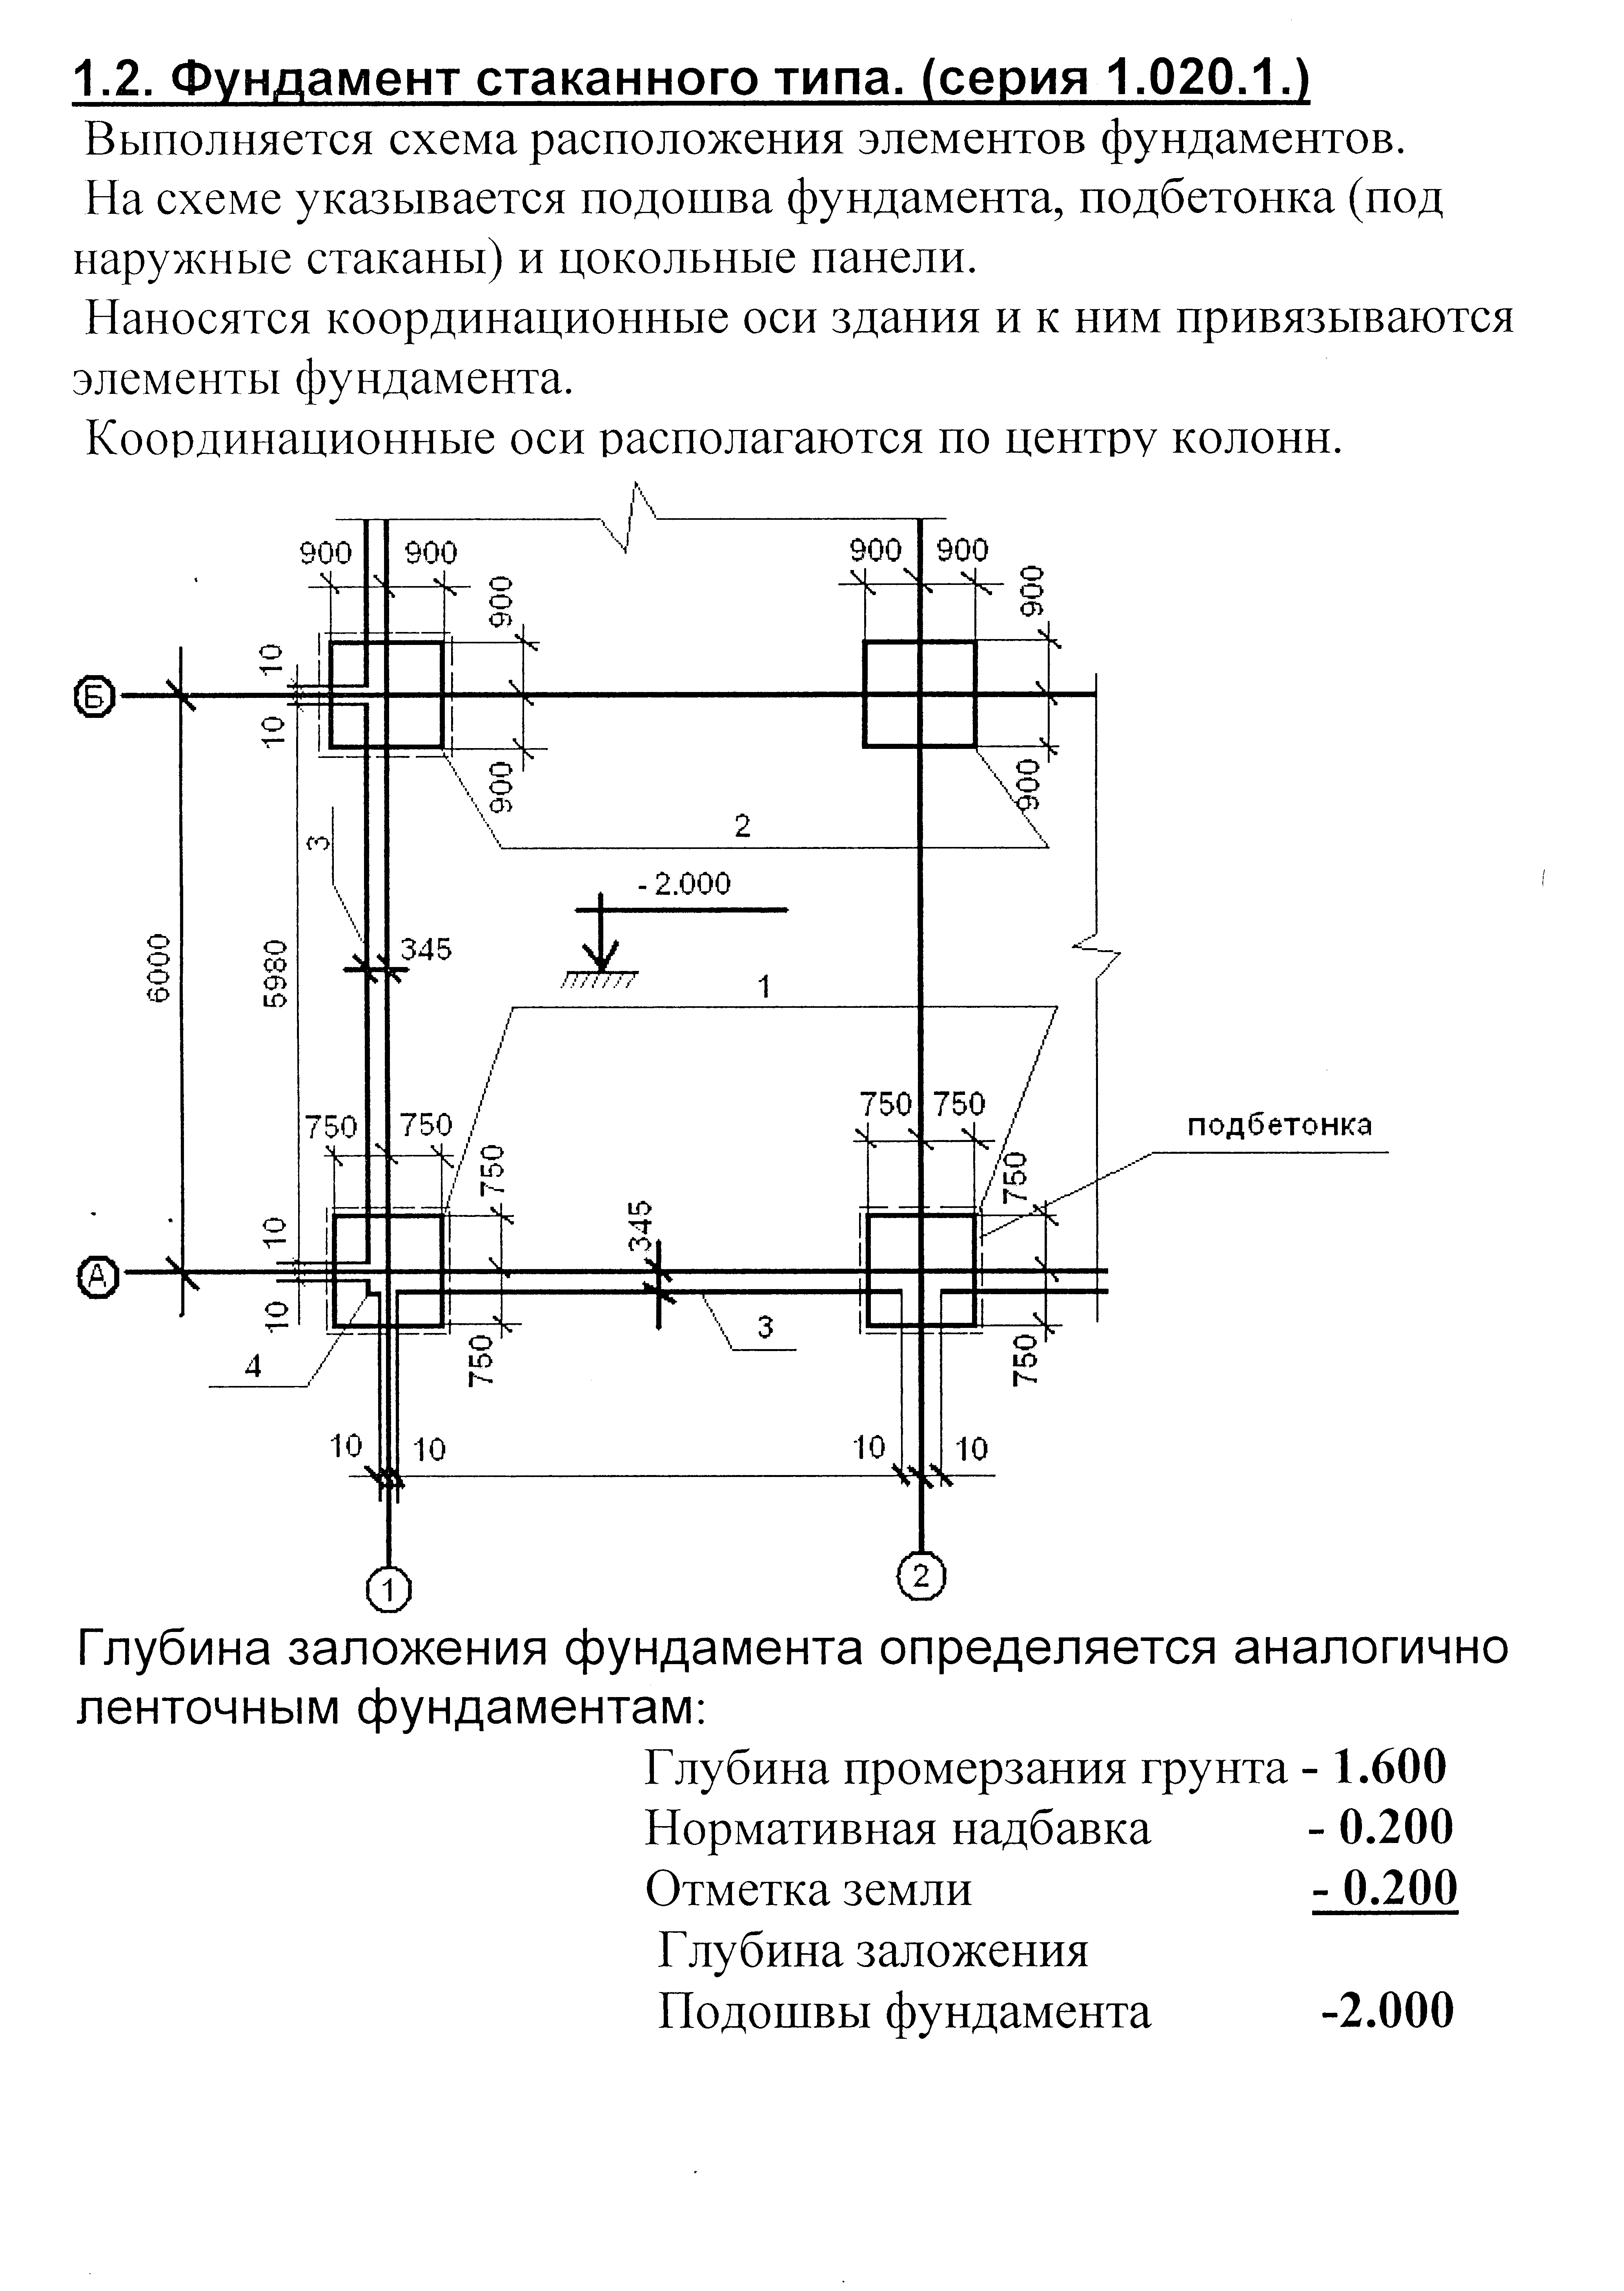 1.2. Фундамент стаканного типа. (серия 1.020.1.)
Выполняется схема расположения элементов фундаментов.
На схеме указывается подошва фундамента, подбетонка (под
наружные стаканы) и цокольные панели.
Наносятся координационные оси здания и к ним привязываются
элементы фундамента.
Координационные оси располагаются по центру колонн.
900 900 900 900
900 900
10
Б
10
900 900
2
3
- 2.000
345
6000
5980
1
750 750 750 750
подбетонка
750 750
10
345
А
10
3
4
750 750
10 10 10 10
1 2
Глубина заложения фундамента определяется аналогично
ленточным фундаментам:
Глубина промерзания грунта - 1.600
Нормативная надбавка - 0.200
Отметка земли - 0.200
Глубина заложения
Подошвы фундамента -2.000